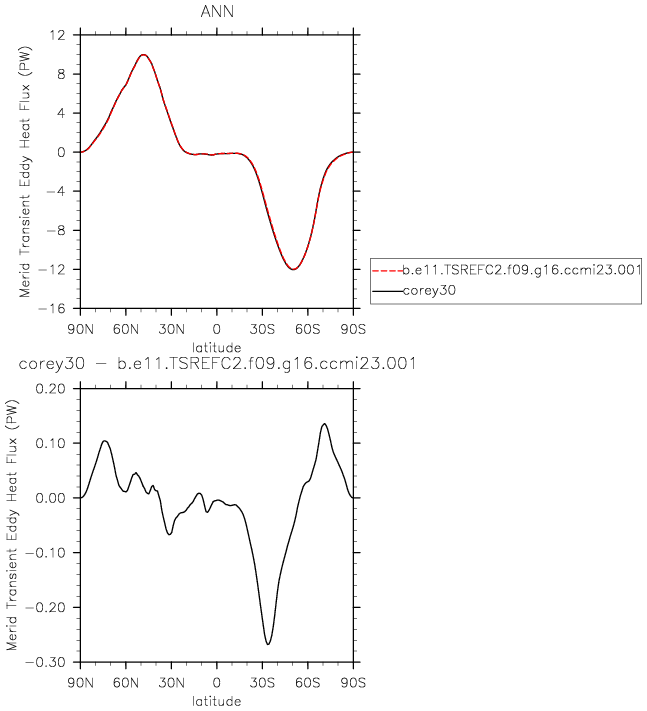 ANN
Merid Transient Eddy Heat Flux (PW)
12
8
4
0
−4
−8
−12
−16
90N 60N 30N 0 30S 60S 90S
latitude
b.e11.TSREFC2.f09.g16.ccmi23.001
corey30
corey30 − b.e11.TSREFC2.f09.g16.ccmi23.001
Merid Transient Eddy Heat Flux (PW)
0.20
0.10
0.00
−0.10
−0.20
−0.30
90N 60N 30N 0 30S 60S 90S
latitude